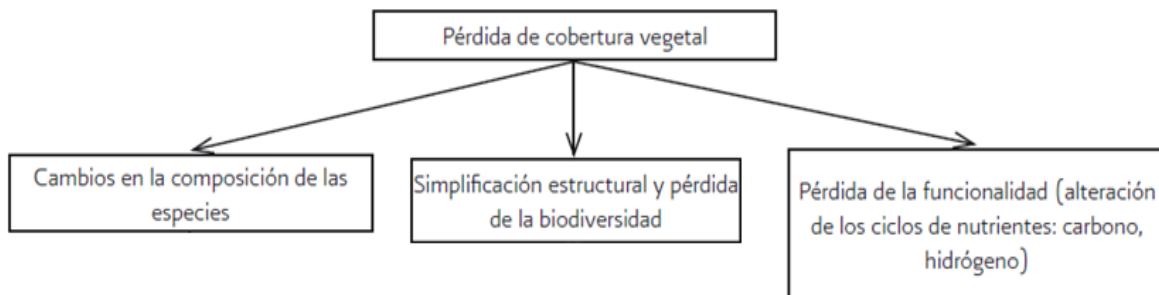 Pérdida de cobertura vegetal
Cambios en la composición de las
especies
Simplificación estructural y pérdida
de la biodiversidad
Pérdida de la funcionalidad (alteración
de los ciclos de nutrientes: carbono,
hidrógeno)